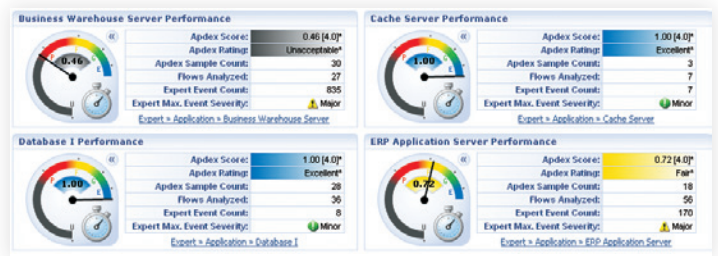 Business Warehouse Server Performance
0.46
Apdex Score: 0.46 [4.0]*
Apdex Rating: Unacceptable*
Apdex Sample Count: 30
Flows Analyzed: 27
Expert Event Count: 835
Expert Max. Event Severity: Major
Expert » Application » Business Warehouse Server
Cache Server Performance
1.00
Apdex Score: 1.00 [4.0]*
Apdex Rating: Excellent*
Apdex Sample Count: 3
Flows Analyzed: 7
Expert Event Count: 7
Expert Max. Event Severity: Minor
Expert » Application » Cache Server
Database I Performance
1.00
Apdex Score: 1.00 [4.0]*
Apdex Rating: Excellent*
Apdex Sample Count: 28
Flows Analyzed: 36
Expert Event Count: 8
Expert Max. Event Severity: Minor
Expert » Application » Database I
ERP Application Server Performance
0.72
Apdex Score: 0.72 [4.0]*
Apdex Rating: Fair*
Apdex Sample Count: 18
Flows Analyzed: 56
Expert Event Count: 170
Expert Max. Event Severity: Major
Expert » Application » ERP Application Server